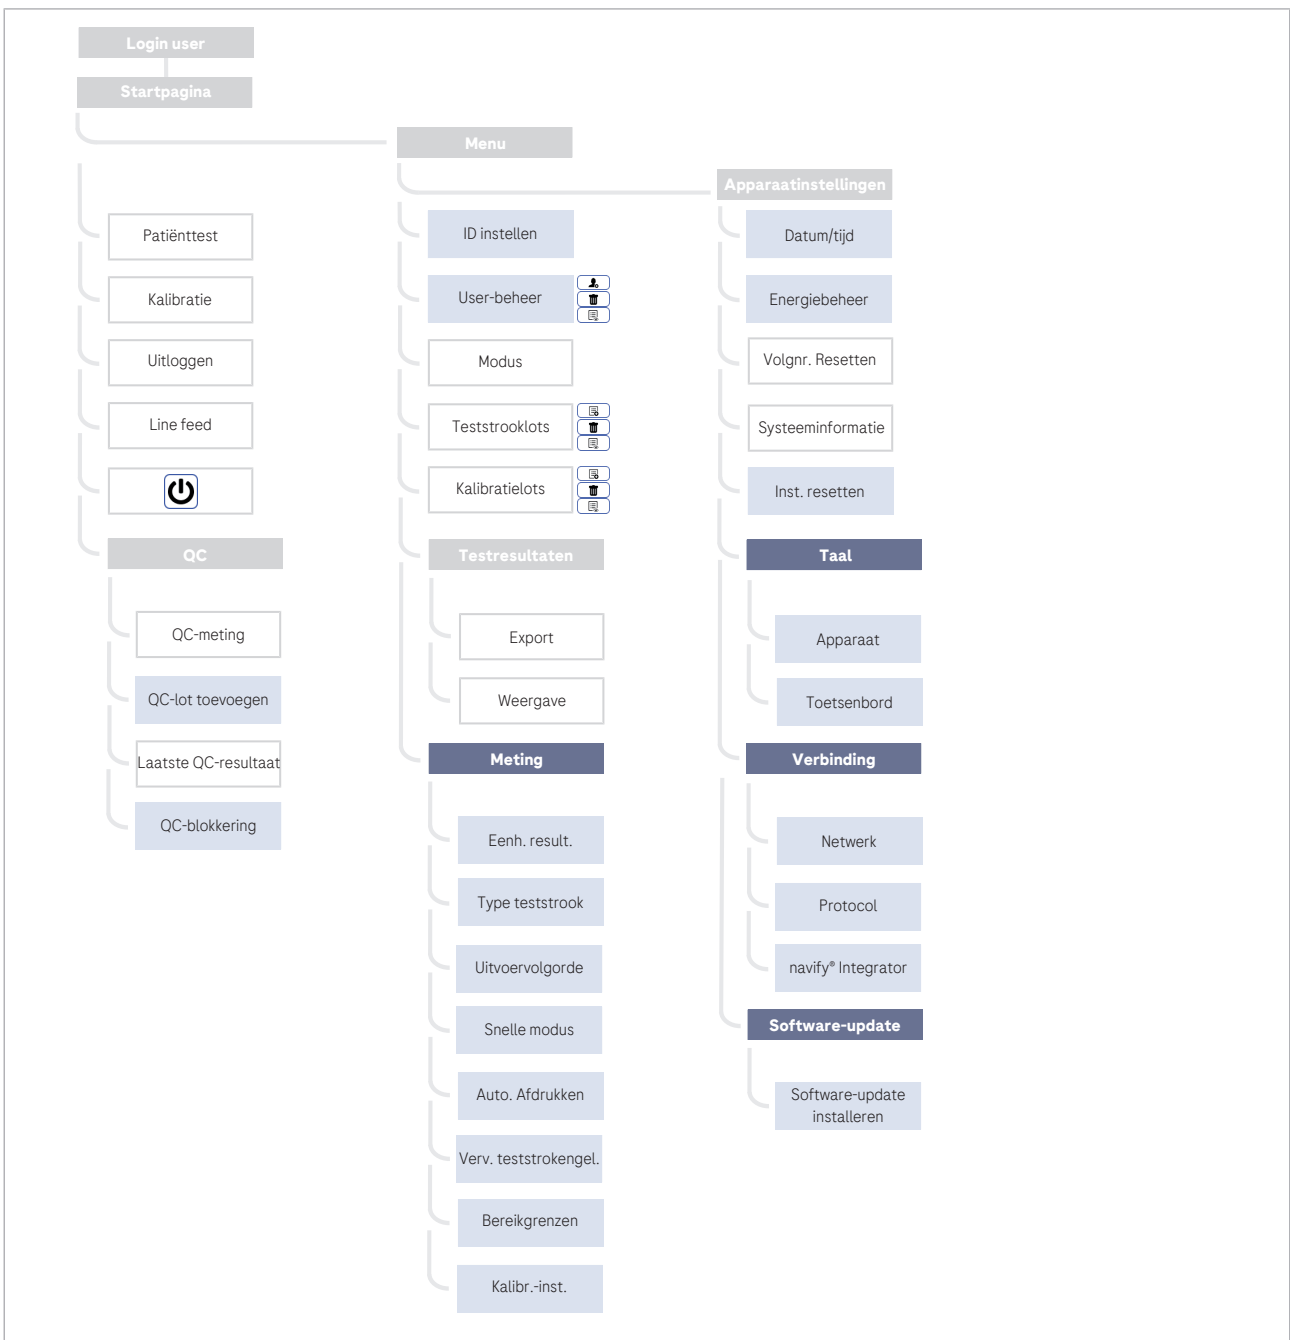 Login user
Startpagina
Patiënttest
Kalibratie
Uitloggen
Line feed
QC
QC-meting
QC-lot toevoegen
Laatste QC-resultaat
QC-blokkering
Menu
ID instellen
User-beheer
Modus
Teststrooklots
Kalibratielots
Testresultaten
Export
Weergave
Meting
Eenh. result.
Type teststrook
Uitvoervolgorde
Snelle modus
Auto. Afdrukken
Verv. teststrokengel.
Bereikgrenzen
Kalibr.-inst.
Apparaatinstellingen
Datum/tijd
Energiebeheer
Volgnr. Resetten
Systeeminformatie
Inst. resetten
Taal
Apparaat
Toetsenbord
Verbinding
Netwerk
Protocol
navify® Integrator
Software-update
Software-update
installeren